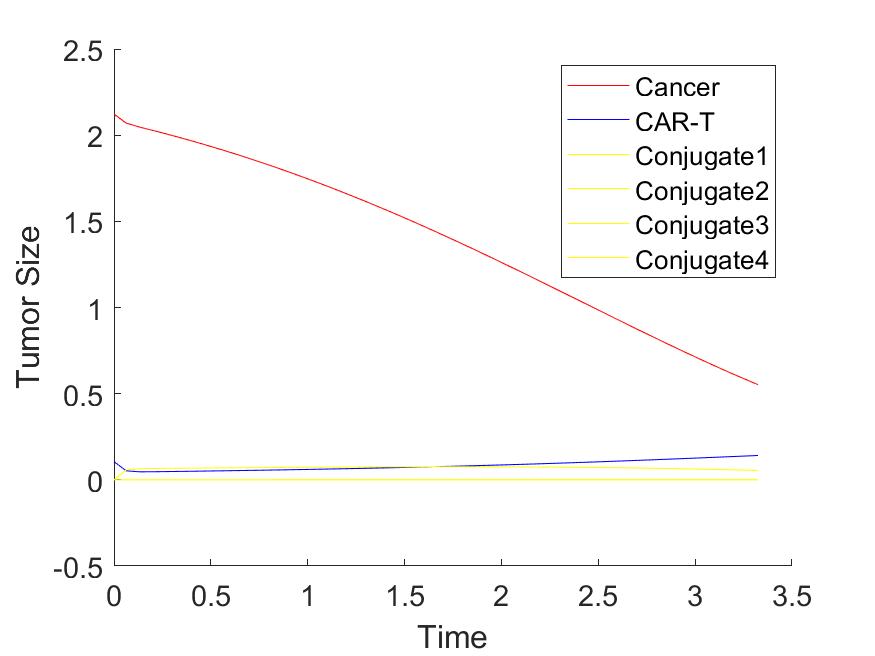 2.5
2
1.5
1
0.5
0
-0.5
Tumor Size
Cancer
CAR-T
Conjugate1
Conjugate2
Conjugate3
Conjugate4
0 0.5 1 1.5 2 2.5 3 3.5
Time